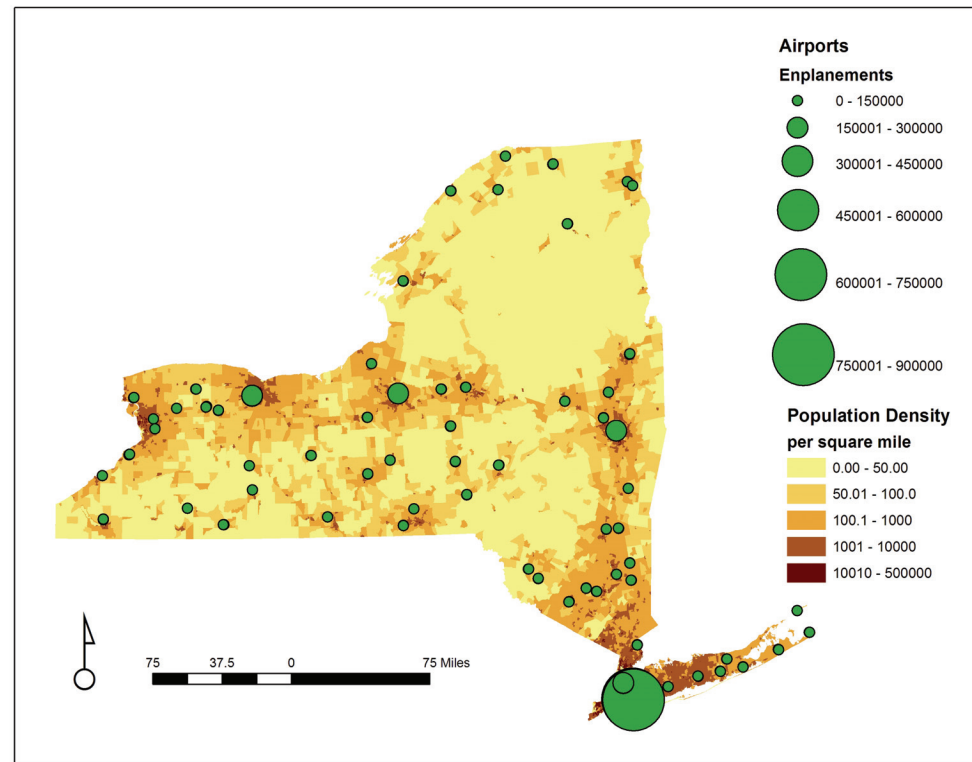 Airports
Enplanements
0 - 150000
150001 - 300000
300001 - 450000
450001 - 600000
600001 - 750000
750001 - 900000
Population Density
per square mile
0.00 - 50.00
50.01 - 100.0
100.1 - 1000
1001 - 10000
10010 - 500000
75 37.5 0 75 Miles